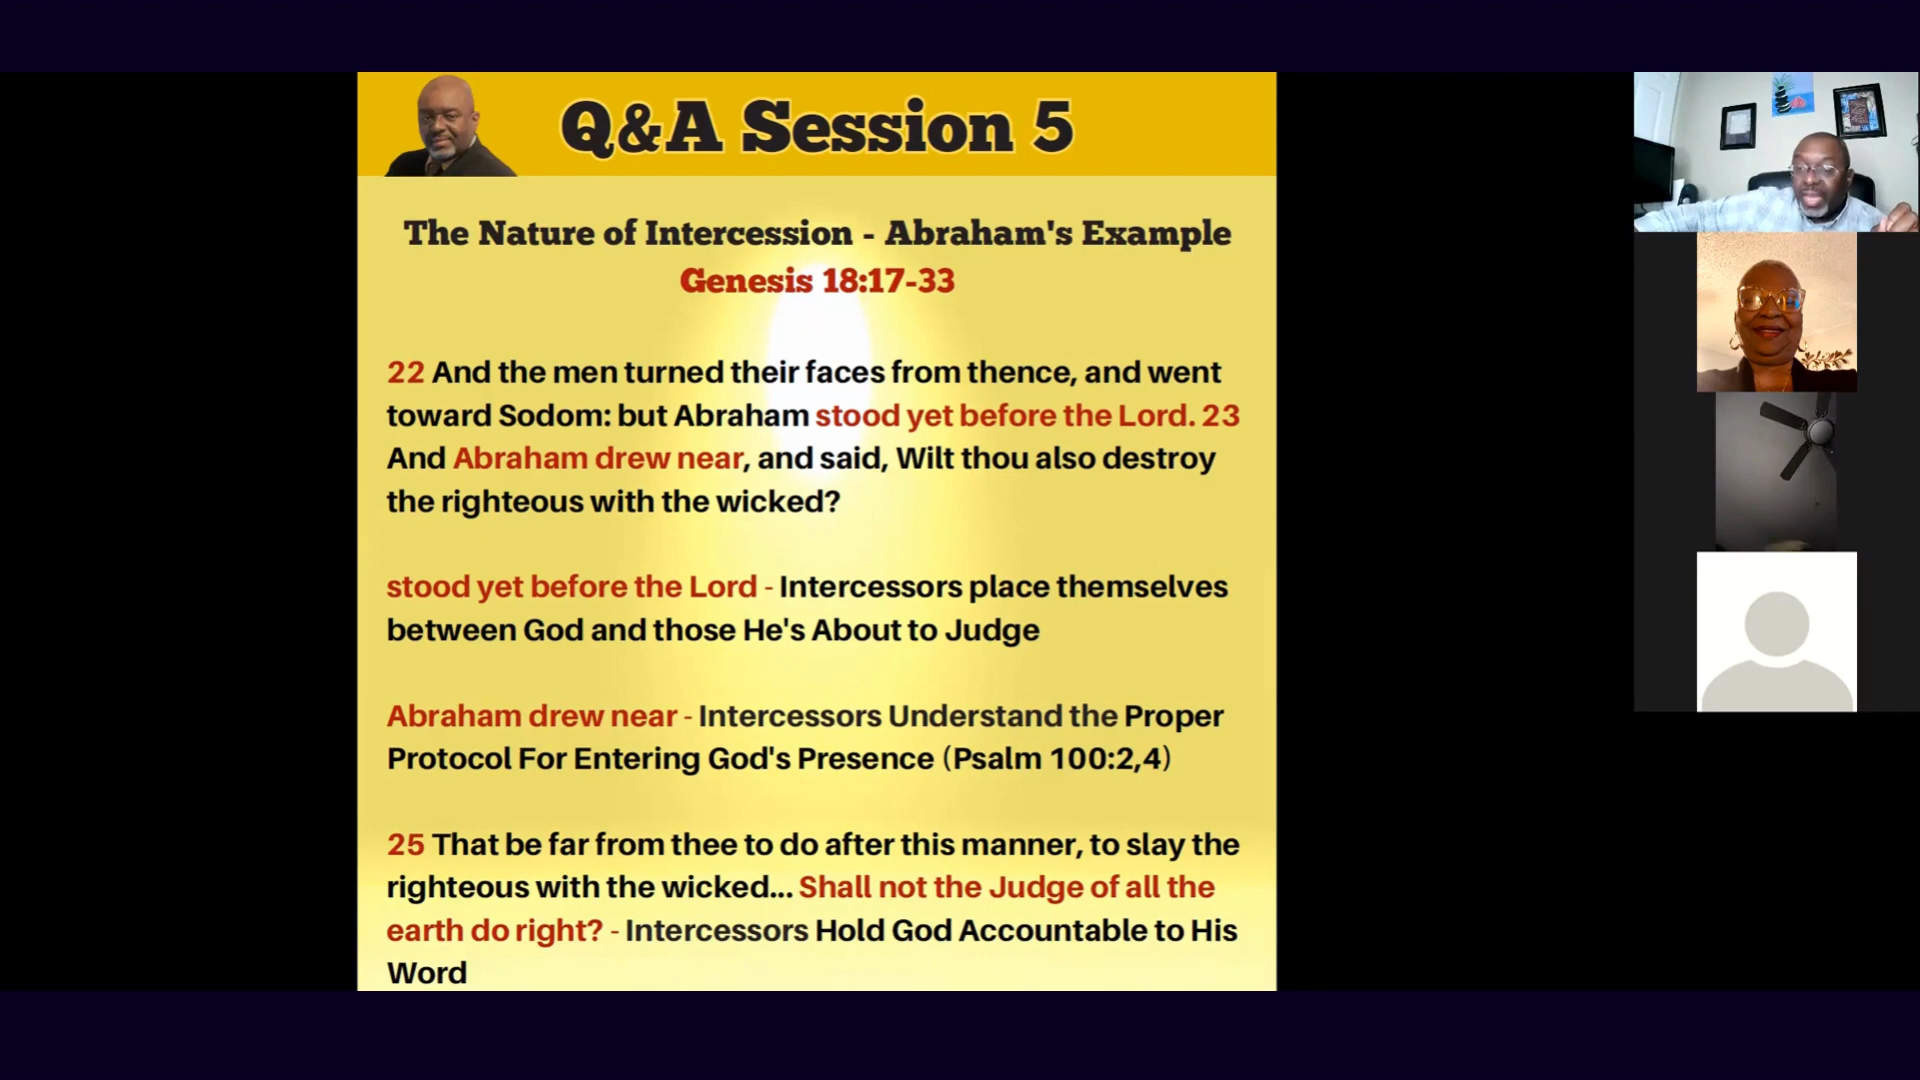 Q&A Session 5
The Nature of Intercession - Abraham's Example
Genesis 18:17-33
22 And the men turned their faces from thence, and went
toward Sodom: but Abraham stood yet before the Lord. 23
And Abraham drew near, and said, Wilt thou also destroy
the righteous with the wicked?
stood yet before the Lord - Intercessors place themselves
between God and those He's About to Judge
Abraham drew near - Intercessors Understand the Proper
Protocol For Entering God's Presence (Psalm 100:2,4)
25 That be far from thee to do after this manner, to slay the
righteous with the wicked... Shall not the Judge of all the
earth do right? - Intercessors Hold God Accountable to His
Word